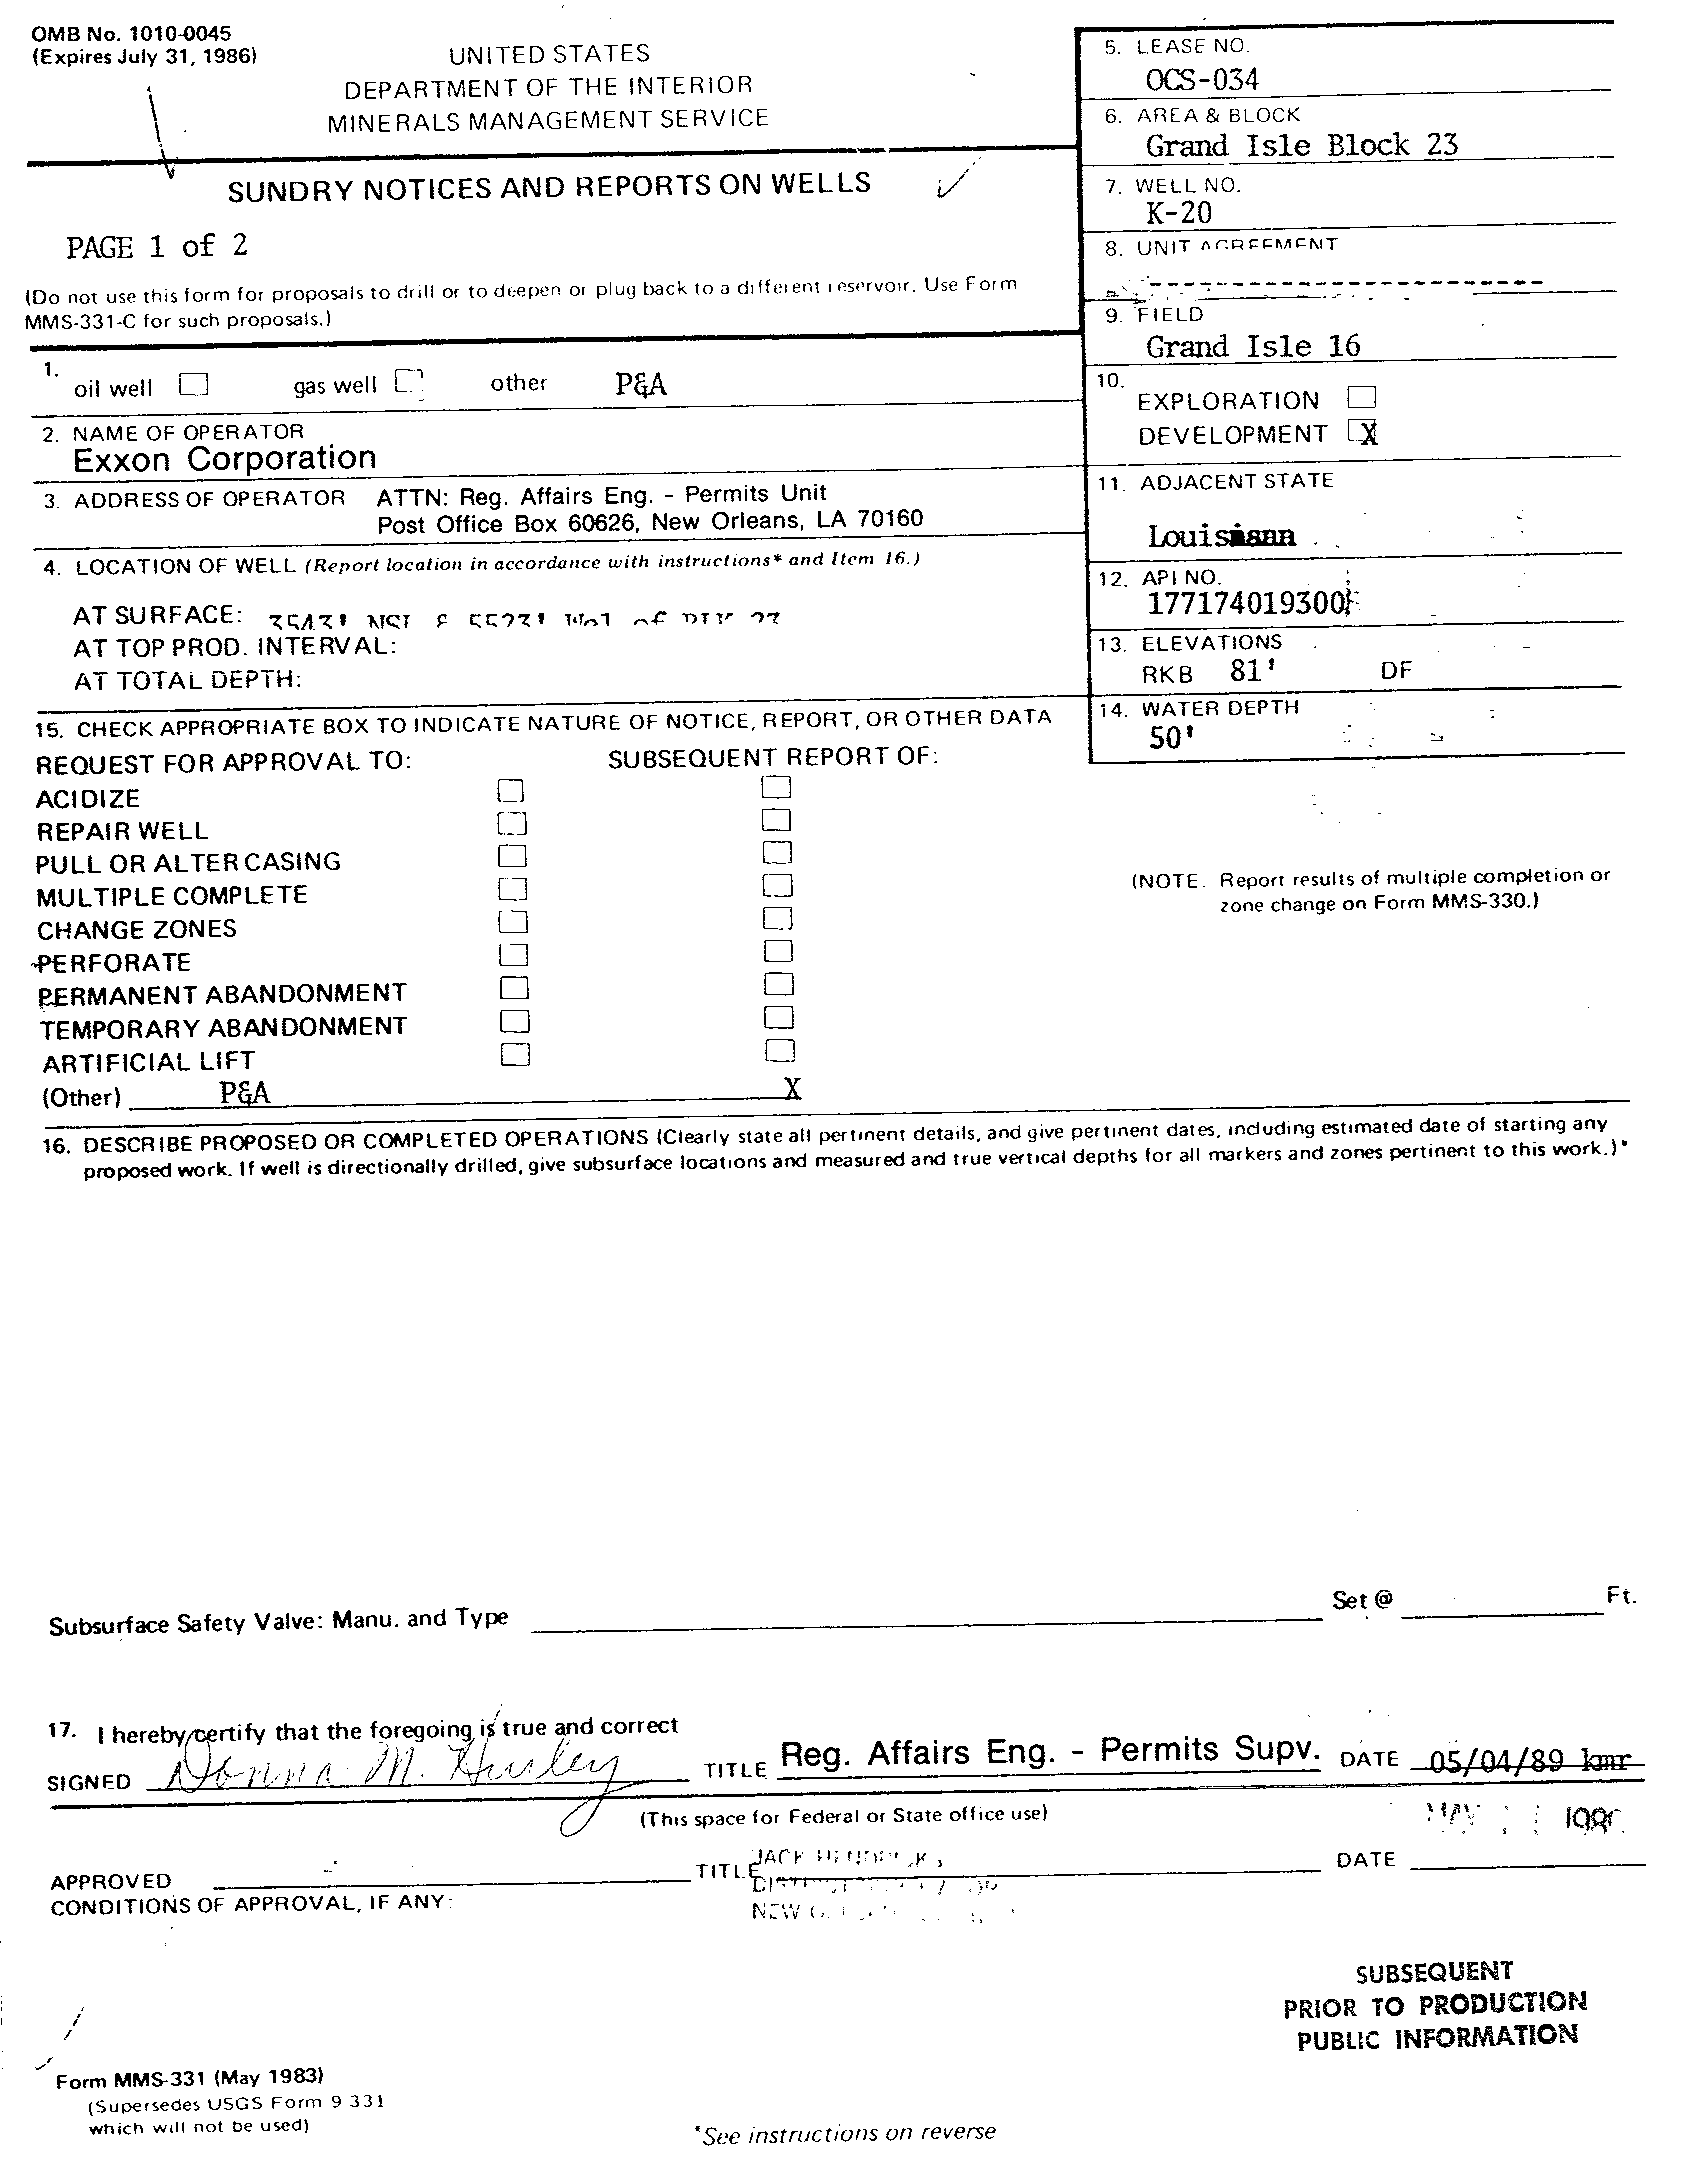 OMB No. 1010-0045
(Expires July 31, 1986)
UNITED STATES
DEPARTMENT OF THE INTERIOR
MINERALS MANAGEMENT SERVICE
SUNDRY NOTICES AND REPORTS ON WELLS
PAGE 1 of 2
(Do not use this form for proposals to drill or to deepen or plug back to a different reservoir. Use Form
MMS-331-C for such proposals.)
1.
oil well gas well other P&A
2. NAME OF OPERATOR
Exxon Corporation
3. ADDRESS OF OPERATOR ATTN: Reg. Affairs Eng. - Permits Unit
Post Office Box 60626, New Orleans, LA 70160
4. LOCATION OF WELL (Report location in accordance with instructions* and Item 16.)
AT SURFACE:
AT TOP PROD. INTERVAL:
AT TOTAL DEPTH:
5. LEASE NO.
OCS-034
6. AREA & BLOCK
Grand Isle Block 23
7. WELL NO.
K-20
8. UNIT AGREEMENT
9. FIELD
Grand Isle 16
10.
EXPLORATION
DEVELOPMENT X
11. ADJACENT STATE
12. API NO.
177174019300
13. ELEVATIONS
RKB 81' DF
14. WATER DEPTH
50'
15. CHECK APPROPRIATE BOX TO INDICATE NATURE OF NOTICE, REPORT, OR OTHER DATA
REQUEST FOR APPROVAL TO: SUBSEQUENT REPORT OF:
ACIDIZE
REPAIR WELL
PULL OR ALTER CASING
MULTIPLE COMPLETE
CHANGE ZONES
PERFORATE
PERMANENT ABANDONMENT
TEMPORARY ABANDONMENT
ARTIFICIAL LIFT
(Other) P&A X
(NOTE. Report results of multiple completion or
zone change on Form MMS-330.)
16. DESCRIBE PROPOSED OR COMPLETED OPERATIONS (Clearly state all pertinent details, and give pertinent dates, including estimated date of starting any
proposed work. If well is directionally drilled, give subsurface locations and measured and true vertical depths for all markers and zones pertinent to this work.)*
Subsurface Safety Valve: Manu. and Type Set @ Ft.
17. I hereby certify that the foregoing is true and correct
SIGNED Donna M. Hurley TITLE Reg. Affairs Eng. - Permits Supv. DATE 05/04/89 kmr
(This space for Federal or State office use)
MAY
APPROVED TITLE JACK DATE
CONDITIONS OF APPROVAL, IF ANY:
NEW
SUBSEQUENT
PRIOR TO PRODUCTION
PUBLIC INFORMATION
Form MMS-331 (May 1983)
(Supersedes USGS Form 9 331
which will not be used)
*See instructions on reverse